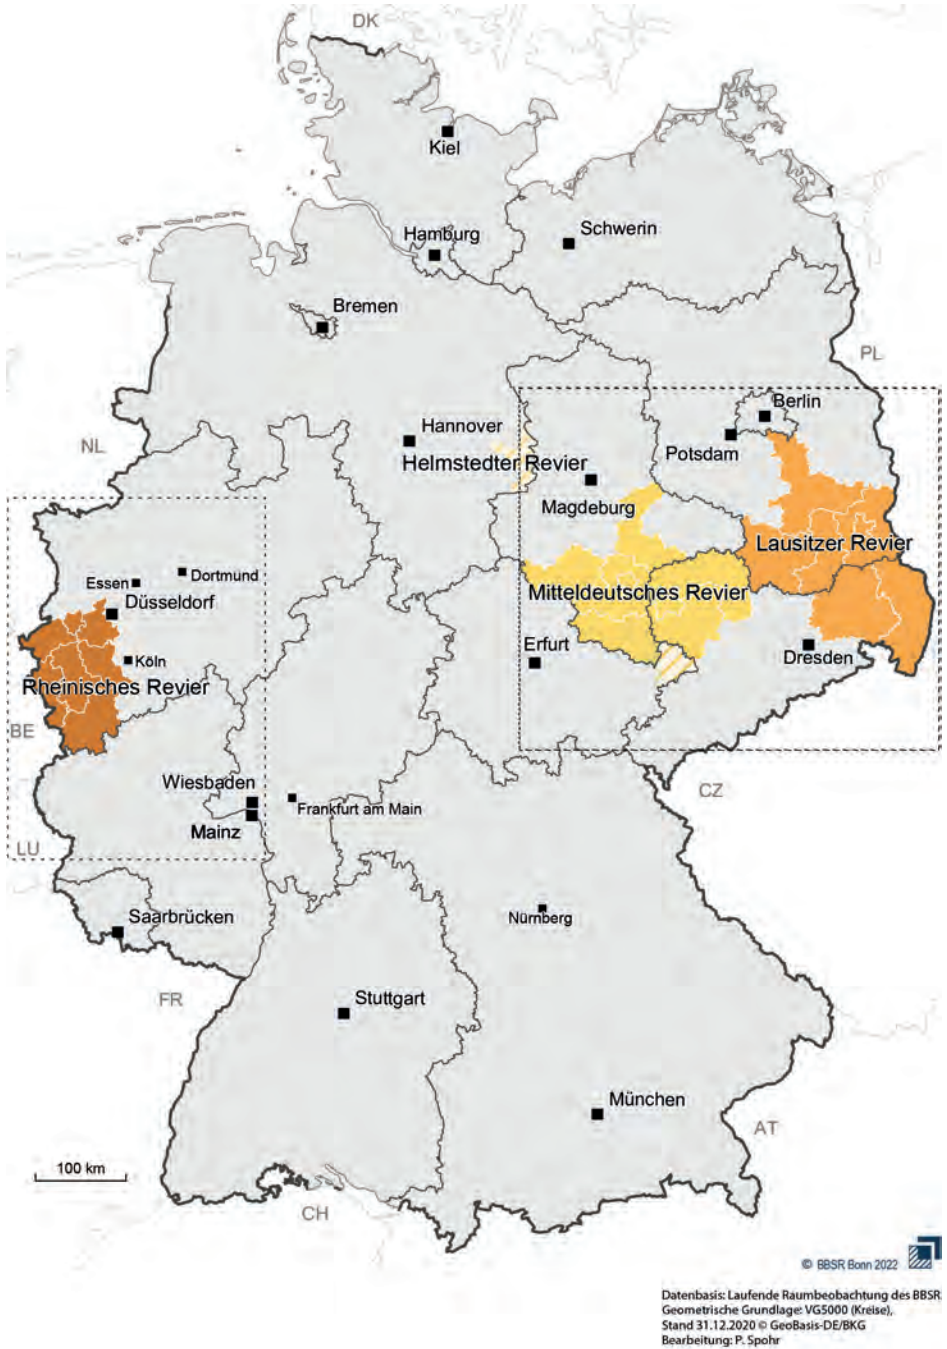 DK
Kiel
Schwerin
Hamburg
Bremen
PL
Berlin
Hannover
Potsdam
NL
Helmstedter Revier
Magdeburg
Lausitzer Revier
Essen
Dortmund
Düsseldorf
Mitteldeutsches Revier
Erfurt
Dresden
Köln
Rheinisches Revier
BE
Wiesbaden
CZ
Frankfurt am Main
Mainz
LU
Saarbrücken
Nürnberg
FR
Stuttgart
München
AT
100 km
CH
© BBSR Bonn 2022
Datenbasis: Laufende Raumbeobachtung des BBSR
Geometrische Grundlage: VG5000 (Kreise),
Stand 31.12.2020 © GeoBasis-DE/BKG
Bearbeitung: P. Spohr